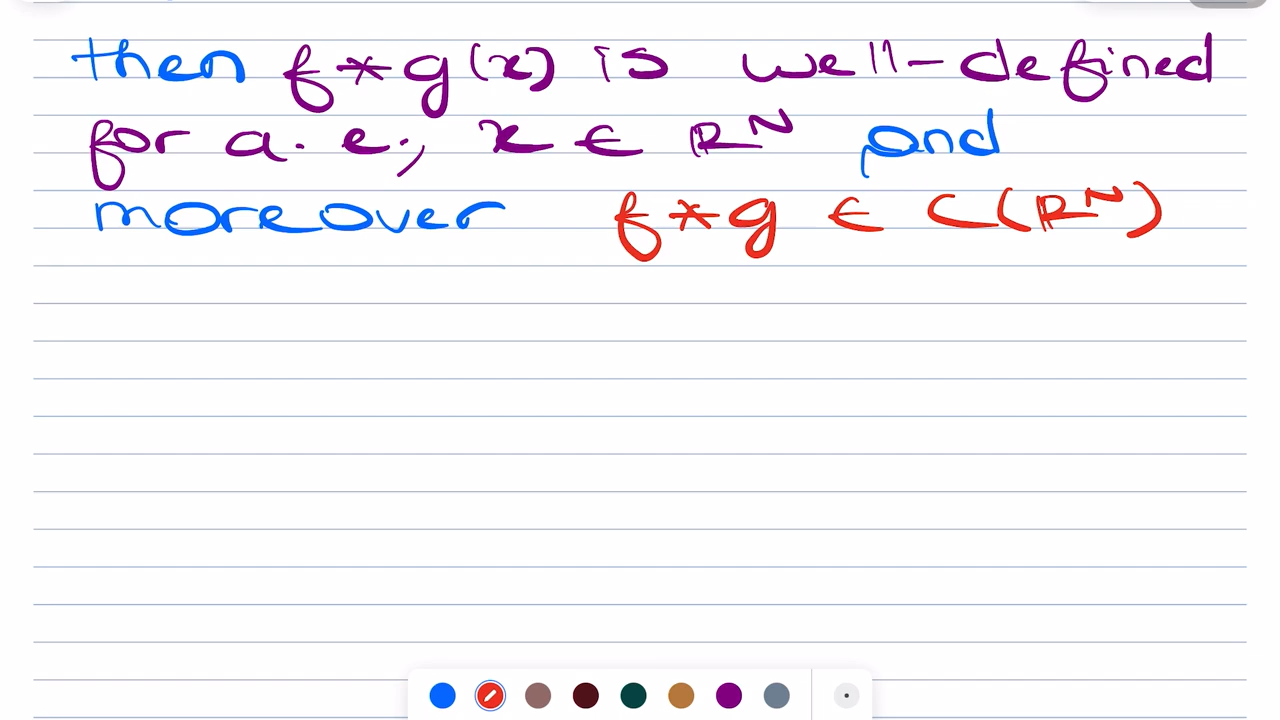 then f * g(x) is well-defined
for a.e., x ∈ ℝᴺ and
moreover f * g ∈ C(ℝᴺ)